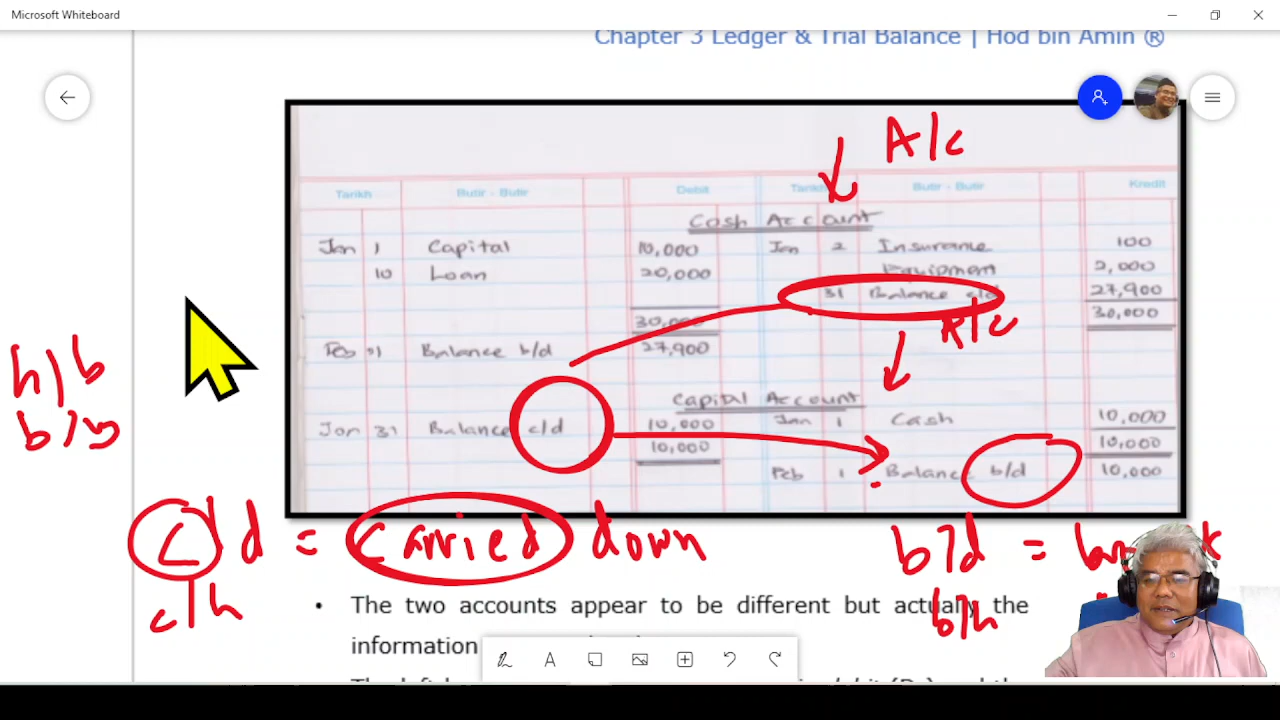 Microsoft Whiteboard
Chapter 3 Ledger & Trial Balance | Hod bin Amin ®
A/c
Tarikh Butir - Butir Debit Tarikh Butir - Butir Kredit
Cash Account
Jan 1 Capital 10,000 Jan 2 Insurance 100
10 Loan 20,000 Equipment 2,000
31 Balance c/d 27,900
30,000 30,000
A/c
Feb 1 Balance b/d 27,900
h/b
b/b
Capital Account
Jan 1 Cash 10,000
Jan 31 Balance c/d 10,000
10,000 10,000
Feb 1 Balance b/d 10,000
c/d = carried down
b/d =
c/h
b/h
• The two accounts appear to be different but actually the
information